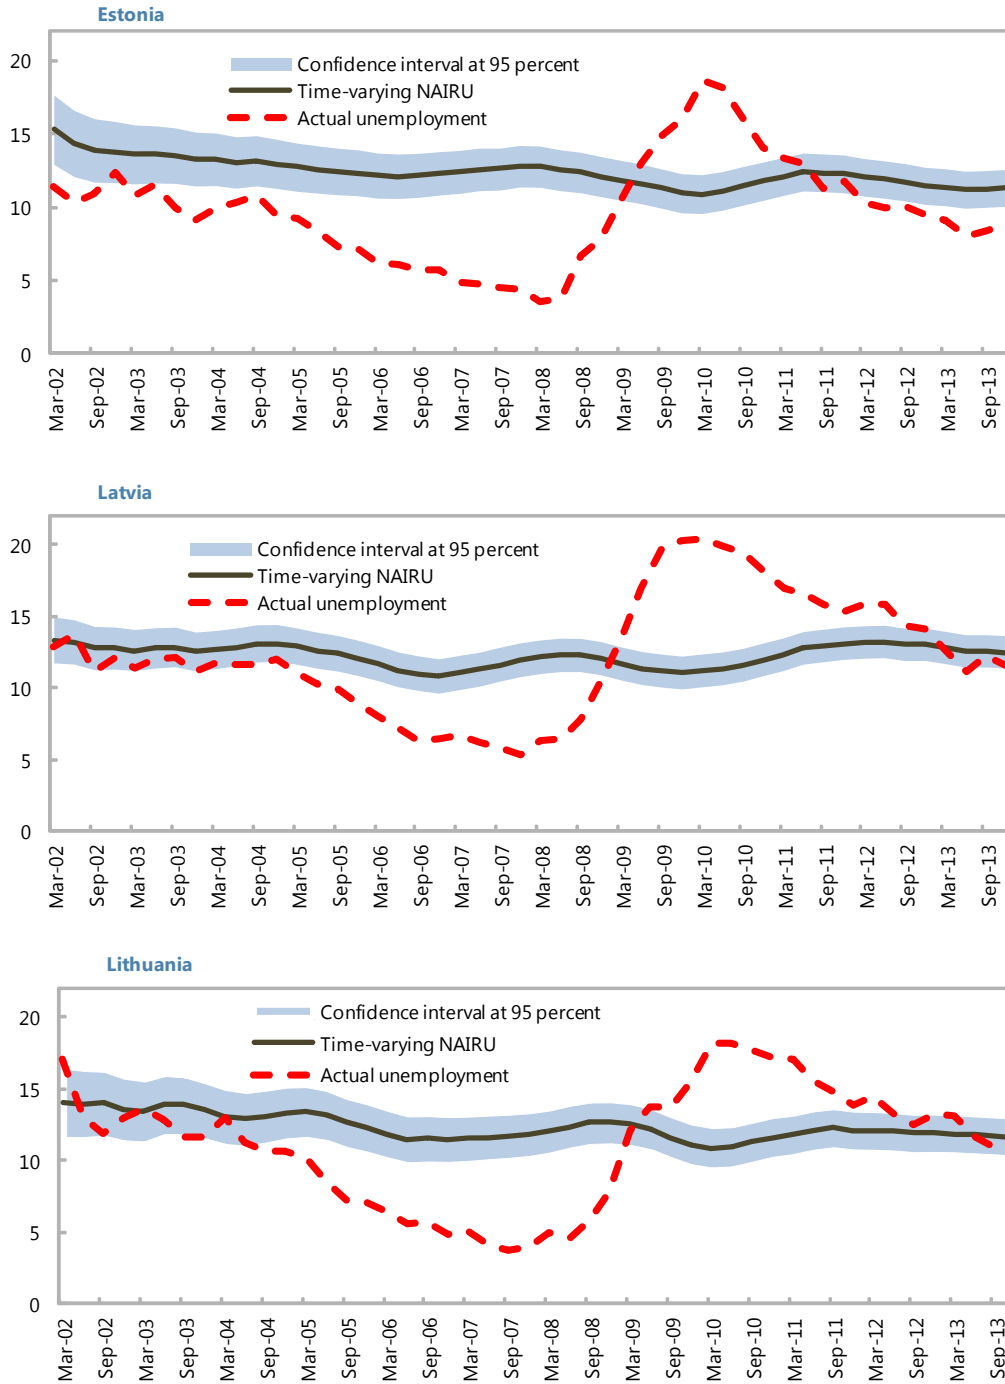 Estonia
20
15
10
5
0
Confidence interval at 95 percent
Time-varying NAIRU
Actual unemployment
Mar-02 Sep-02 Mar-03 Sep-03 Mar-04 Sep-04 Mar-05 Sep-05 Mar-06 Sep-06 Mar-07 Sep-07 Mar-08 Sep-08 Mar-09 Sep-09 Mar-10 Sep-10 Mar-11 Sep-11 Mar-12 Sep-12 Mar-13 Sep-13
Latvia
20
15
10
5
0
Confidence interval at 95 percent
Time-varying NAIRU
Actual unemployment
Mar-02 Sep-02 Mar-03 Sep-03 Mar-04 Sep-04 Mar-05 Sep-05 Mar-06 Sep-06 Mar-07 Sep-07 Mar-08 Sep-08 Mar-09 Sep-09 Mar-10 Sep-10 Mar-11 Sep-11 Mar-12 Sep-12 Mar-13 Sep-13
Lithuania
20
15
10
5
0
Confidence interval at 95 percent
Time-varying NAIRU
Actual unemployment
Mar-02 Sep-02 Mar-03 Sep-03 Mar-04 Sep-04 Mar-05 Sep-05 Mar-06 Sep-06 Mar-07 Sep-07 Mar-08 Sep-08 Mar-09 Sep-09 Mar-10 Sep-10 Mar-11 Sep-11 Mar-12 Sep-12 Mar-13 Sep-13